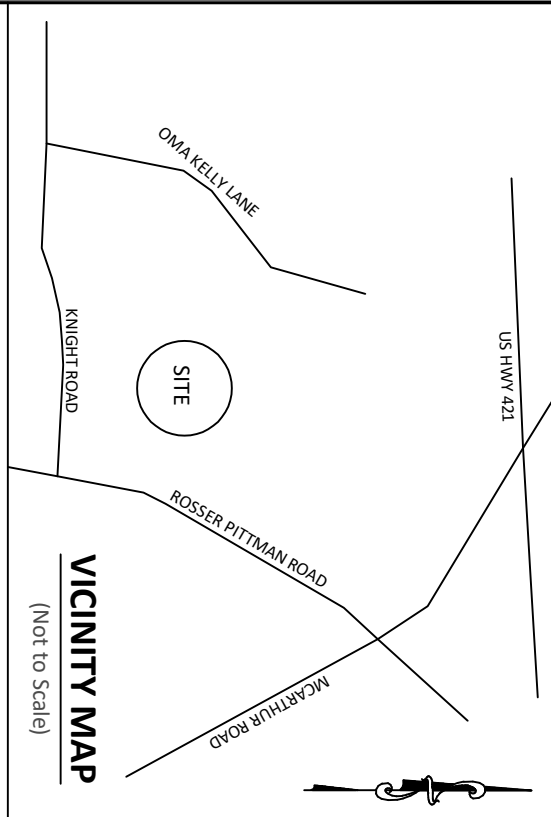 OMA KELLY LANE
US HWY 421
KNIGHT ROAD
SITE
ROSSER PITTMAN ROAD
MCARTHUR ROAD
VICINITY MAP
(Not to Scale)